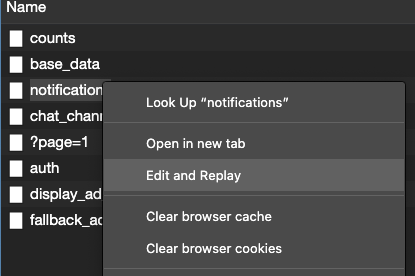 Name
counts
base_data
notification
Look Up “notifications”
chat_chann
Open in new tab
?page=1
Edit and Replay
auth
display_ad
Clear browser cache
fallback_ad
Clear browser cookies